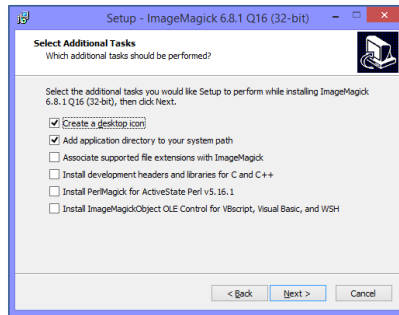 Setup - ImageMagick 6.8.1 Q16 (32-bit)
Select Additional Tasks
Which additional tasks should be performed?
Select the additional tasks you would like Setup to perform while installing ImageMagick
6.8.1 Q16 (32-bit), then click Next.
Create a desktop icon
Add application directory to your system path
Associate supported file extensions with ImageMagick
Install development headers and libraries for C and C++
Install PerlMagick for ActiveState Perl v5.16.1
Install ImageMagickObject OLE Control for VBscript, Visual Basic, and WSH
< Back Next > Cancel